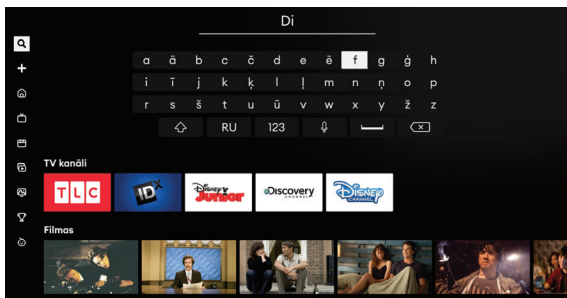 Di
a ā b c č d e ē f g ģ h
i ī j k ķ l ļ m n ņ o p
r s š t u ū v w x y ž z
RU 123
TV kanāli
TLC ID X Disney Junior Discovery CHANNEL Disney CHANNEL
Filmas